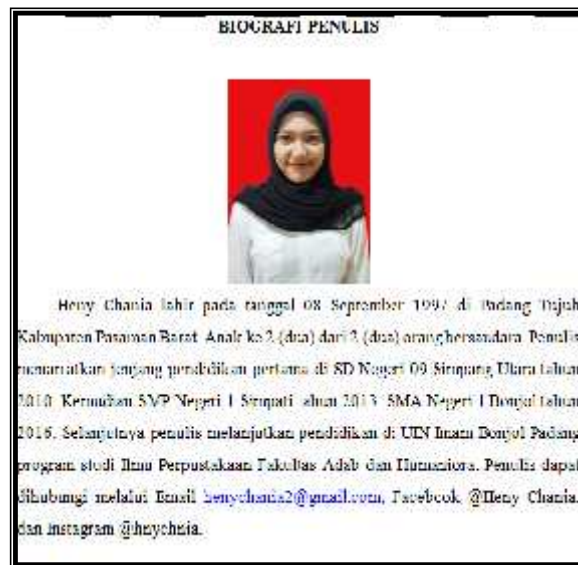 BIOGRAFI PENULIS
Heny Chania lahir pada tanggal 08 September 1997 di Padang Tujuh
Kabupaten Pasaman Barat. Anak ke 2 (dua) dari 2 (dua) orang bersaudara. Penulis
menamatkan jenjang pendidikan pertama di SD Negeri 09 Simpang Utara tahun
2010. Kemudian SMP Negeri 1 Simpati tahun 2013. SMA Negeri 1 Bonjol tahun
2016. Selanjutnya penulis melanjutkan pendidikan di UIN Imam Bonjol Padang
program studi Ilmu Perpustakaan Fakultas Adab dan Humaniora. Penulis dapat
dihubungi melalui Email henychania2@gmail.com, Facebook @Heny Chania,
dan instagram @hnychnia.